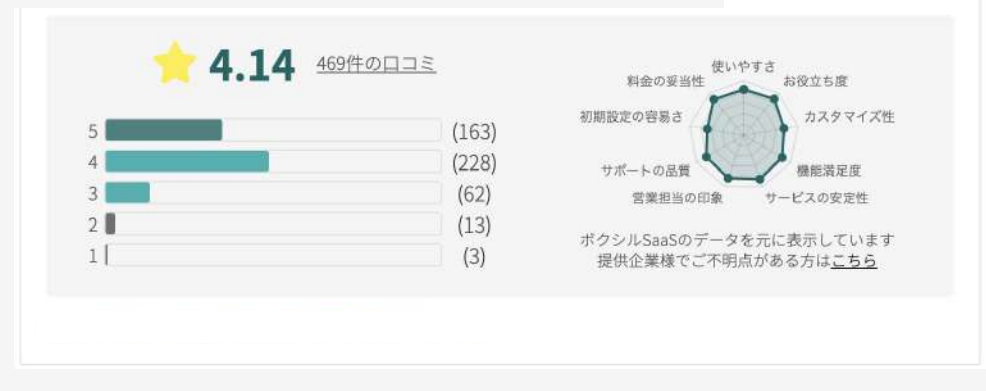 4.14 469件の口コミ
5 (163)
4 (228)
3 (62)
2 (13)
1 (3)
使いやすさ
お役立ち度
カスタマイズ性
機能満足度
サービスの安定性
営業担当の印象
サポートの品質
初期設定の容易さ
料金の妥当性
ボクシルSaaSのデータを元に表示しています
提供企業様でご不明点がある方はこちら